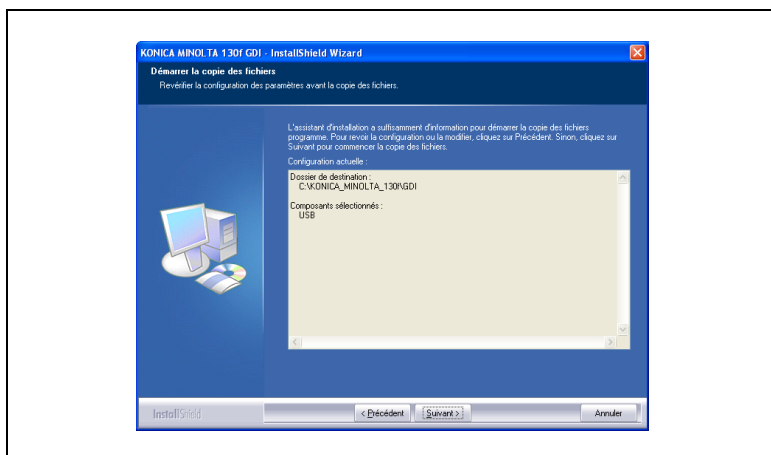 KONICA MINOLTA 130f GDI - InstallShield Wizard
Démarrer la copie des fichiers
Revérifier la configuration des paramètres avant la copie des fichiers.
L'assistant d'installation a suffisamment d'information pour démarrer la copie des fichiers
programme. Pour revoir la configuration ou la modifier, cliquez sur Précédent. Sinon, cliquez sur
Suivant pour commencer la copie des fichiers.
Configuration actuelle :
Dossier de destination :
C:\KONICA_MINOLTA_130f\GDI
Composants sélectionnés :
USB
InstallShield
< Précédent
Suivant >
Annuler